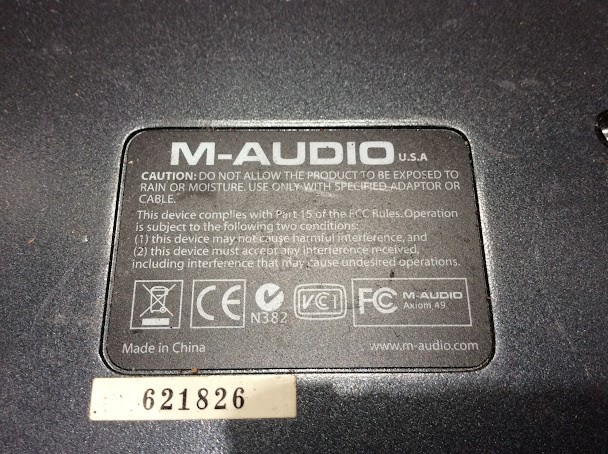 M-AUDIO U.S.A
CAUTION: DO NOT ALLOW THE PRODUCT TO BE EXPOSED TO
RAIN OR MOISTURE. USE ONLY WITH SPECIFIED ADAPTOR OR
CABLE.
This device complies with Part 15 of the FCC Rules. Operation
is subject to the following two conditions:
(1) this device may not cause harmful interference, and
(2) this device must accept any interference received,
including interference that may cause undesired operations.
CE N382 VCI FC M-AUDIO
Axiom 49
Made in China www.m-audio.com
621826